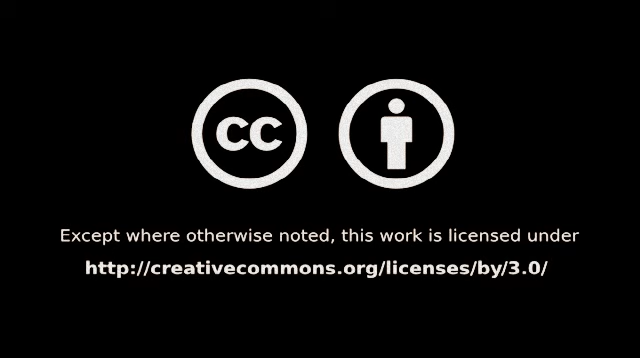 cc
Except where otherwise noted, this work is licensed under
http://creativecommons.org/licenses/by/3.0/